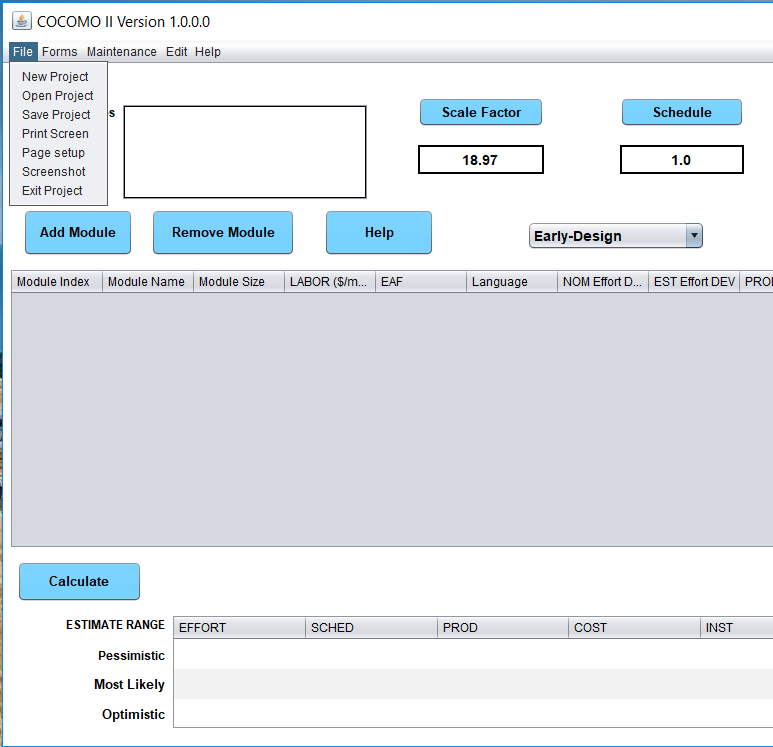 COCOMO II Version 1.0.0.0
File Forms Maintenance Edit Help
New Project
Open Project
Save Project
Print Screen
Page setup
Screenshot
Exit Project
Scale Factor Schedule
18.97 1.0
Add Module Remove Module Help Early-Design
Module Index Module Name Module Size LABOR ($/m... EAF Language NOM Effort D... EST Effort DEV
Calculate
ESTIMATE RANGE EFFORT SCHED PROD COST INST
Pessimistic
Most Likely
Optimistic